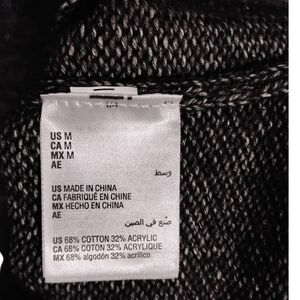 US M
CA M
MX M
AE
وسط
US MADE IN CHINA
CA FABRIQUÉ EN CHINE
MX HECHO EN CHINA
AE
صنع في الصين
US 68% COTTON 32% ACRYLIC
CA 68% COTON 32% ACRYLIQUE
MX 68% algodón 32% acrílico